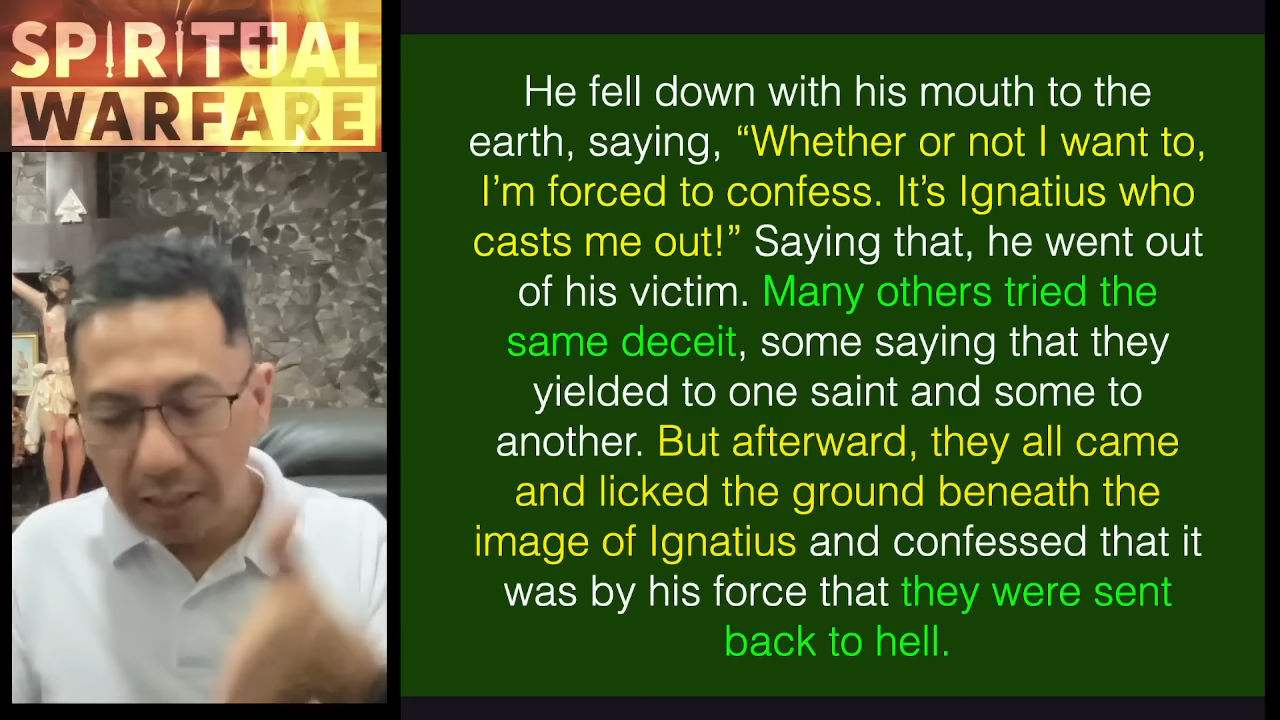 SPIRITUAL
WARFARE
He fell down with his mouth to the
earth, saying, “Whether or not I want to,
I’m forced to confess. It’s Ignatius who
casts me out!” Saying that, he went out
of his victim. Many others tried the
same deceit, some saying that they
yielded to one saint and some to
another. But afterward, they all came
and licked the ground beneath the
image of Ignatius and confessed that it
was by his force that they were sent
back to hell.